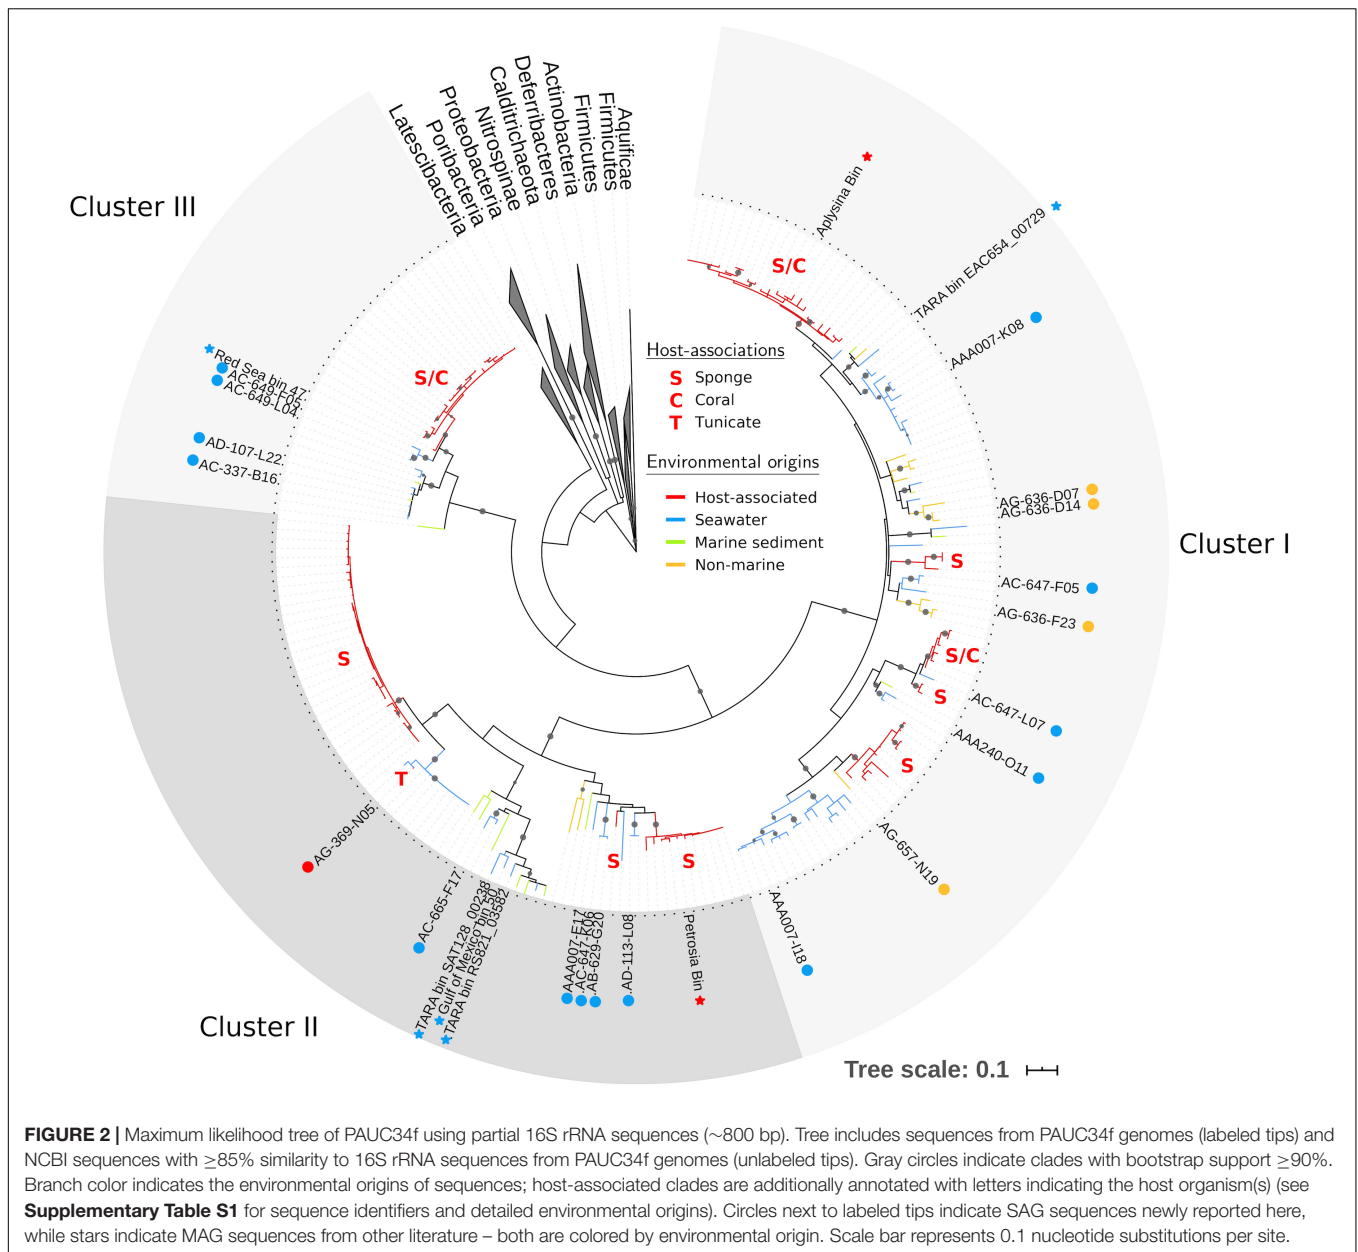 Latescibacteria
Poribacteria
Proteobacteria
Nitrospinae
Calditrichaeota
Deferribacteres
Actinobacteria
Firmicutes
Firmicutes
Aquificae
Cluster III
Aplysina Bin
TARA bin EAC654_00729
AAA007-K08
S/C
Red Sea bin 47
AC-649-F05
AC-649-L04
AD-107-L22
AC-337-B16
S/C
Host-associations
S Sponge
C Coral
T Tunicate
Environmental origins
Host-associated
Seawater
Marine sediment
Non-marine
AG-636-D07
AG-636-D14
Cluster I
S
AC-647-F05
AG-636-F23
S/C
S
AC-647-L07
AAA240-O11
S
S
T
AG-657-N19
AG-369-N05
S
S
AC-665-F17
TARA bin SAT128_00238
Gulf of Mexico bin 50
TARA bin RS821_03582
AAA007-E17
AC-647-K06
AB-629-G20
AD-113-L08
Petrosia Bin
AAA007-I18
Cluster II
Tree scale: 0.1
FIGURE 2 | Maximum likelihood tree of PAUC34f using partial 16S rRNA sequences (~800 bp). Tree includes sequences from PAUC34f genomes (labeled tips) and
NCBI sequences with ≥85% similarity to 16S rRNA sequences from PAUC34f genomes (unlabeled tips). Gray circles indicate clades with bootstrap support ≥90%.
Branch color indicates the environmental origins of sequences; host-associated clades are additionally annotated with letters indicating the host organism(s) (see
Supplementary Table S1 for sequence identifiers and detailed environmental origins). Circles next to labeled tips indicate SAG sequences newly reported here,
while stars indicate MAG sequences from other literature – both are colored by environmental origin. Scale bar represents 0.1 nucleotide substitutions per site.